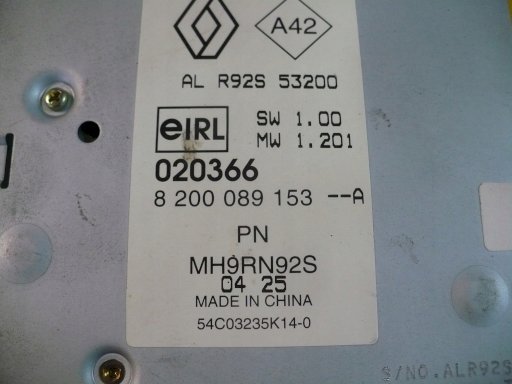 A42
AL R92S 53200
eIRL
SW 1.00
MW 1.201
020366
8 200 089 153 --A
PN
MH9RN92S
04 25
MADE IN CHINA
54C03235K14-0
S/NO.ALR92S